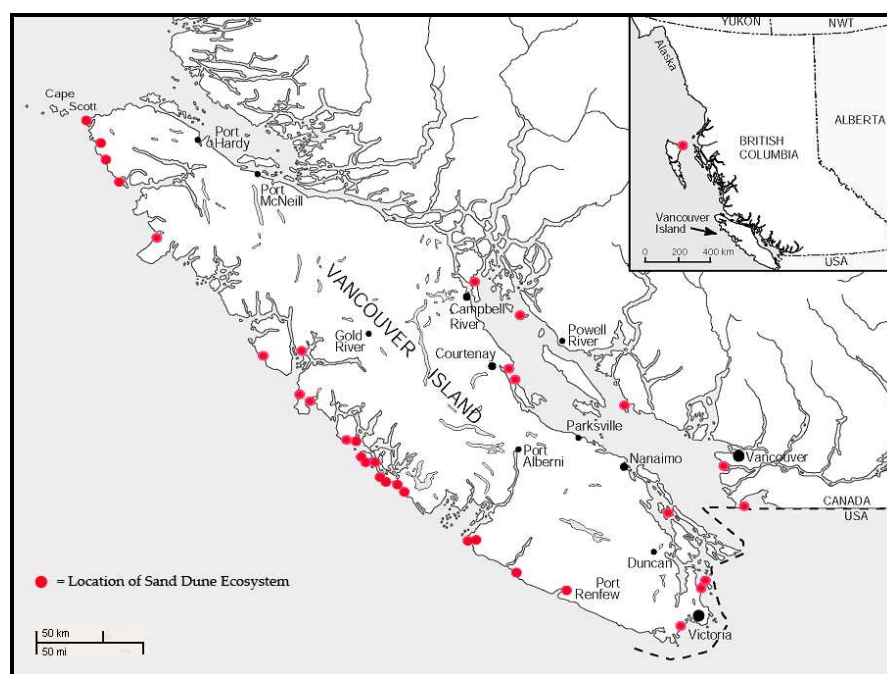 YUKON
NWT
Alaska
ALBERTA
BRITISH
COLUMBIA
Vancouver
Island
0 200 400 km
USA
Cape
Scott
Port
Hardy
Port
McNeill
VANCOUVER
ISLAND
Campbell
River
Gold
River
Powell
River
Courtenay
Parksville
Port
Alberni
Nanaimo
Vancouver
CANADA
USA
Duncan
Port
Renfew
Victoria
= Location of Sand Dune Ecosystem
50 km
50 mi